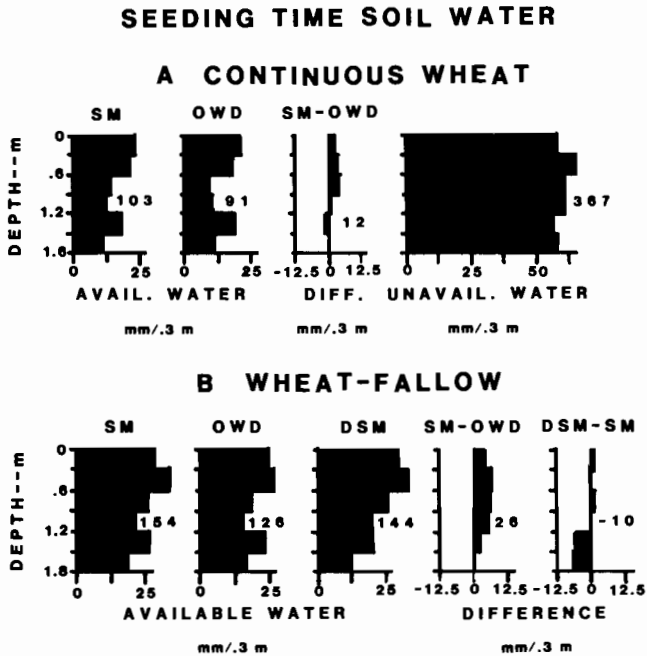 SEEDING TIME SOIL WATER
A CONTINUOUS WHEAT
SM OWD SM-OWD
DEPTH--m
0
.6
1.2
1.6
103 91 12 367
0 25 0 25 -12.5 0 12.5 0 25 50
AVAIL. WATER DIFF. UNAVAIL. WATER
mm/.3 m mm/.3 m mm/.3 m
B WHEAT-FALLOW
SM OWD DSM SM-OWD DSM-SM
DEPTH--m
0
.6
1.2
1.8
154 126 144 26 -10
0 25 0 25 0 25 -12.5 0 12.5 -12.5 0 12.5
AVAILABLE WATER DIFFERENCE
mm/.3 m mm/.3 m